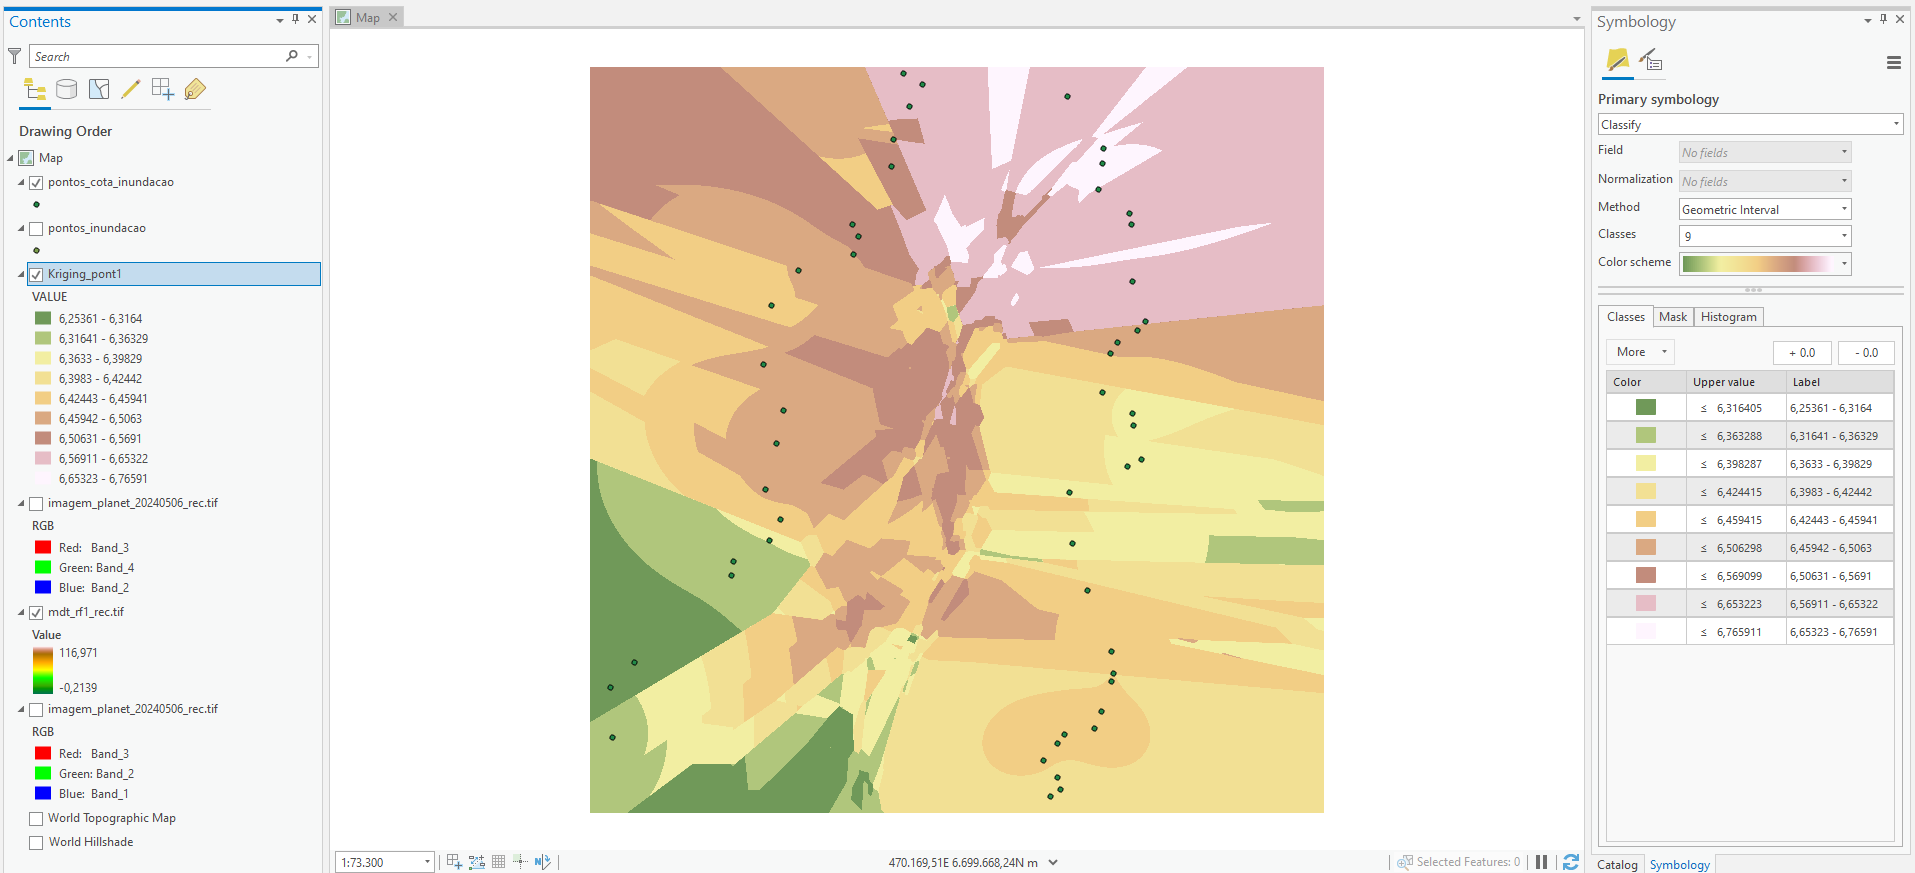 Contents
Search
Drawing Order
Map
pontos_cota_inundacao
pontos_inundacao
Kriging_pont1
VALUE
6,25361 - 6,3164
6,31641 - 6,36329
6,3633 - 6,39829
6,3983 - 6,42442
6,42443 - 6,45941
6,45942 - 6,5063
6,50631 - 6,5691
6,56911 - 6,65322
6,65323 - 6,76591
imagem_planet_20240506_rec.tif
RGB
Red: Band_3
Green: Band_4
Blue: Band_2
mdt_rf1_rec.tif
Value
116,971
-0,2139
imagem_planet_20240506_rec.tif
RGB
Red: Band_3
Green: Band_2
Blue: Band_1
World Topographic Map
World Hillshade
Map
1:73.300
470.169,51E 6.699.668,24N m
Selected Features: 0
Symbology
Primary symbology
Classify
Field No fields
Normalization No fields
Method Geometric Interval
Classes 9
Color scheme
Classes Mask Histogram
More + 0.0 - 0.0
Color Upper value Label
≤ 6,316405 6,25361 - 6,3164
≤ 6,363288 6,31641 - 6,36329
≤ 6,398287 6,3633 - 6,39829
≤ 6,424415 6,3983 - 6,42442
≤ 6,459415 6,42443 - 6,45941
≤ 6,506298 6,45942 - 6,5063
≤ 6,569099 6,50631 - 6,5691
≤ 6,653223 6,56911 - 6,65322
≤ 6,765911 6,65323 - 6,76591
Catalog Symbology